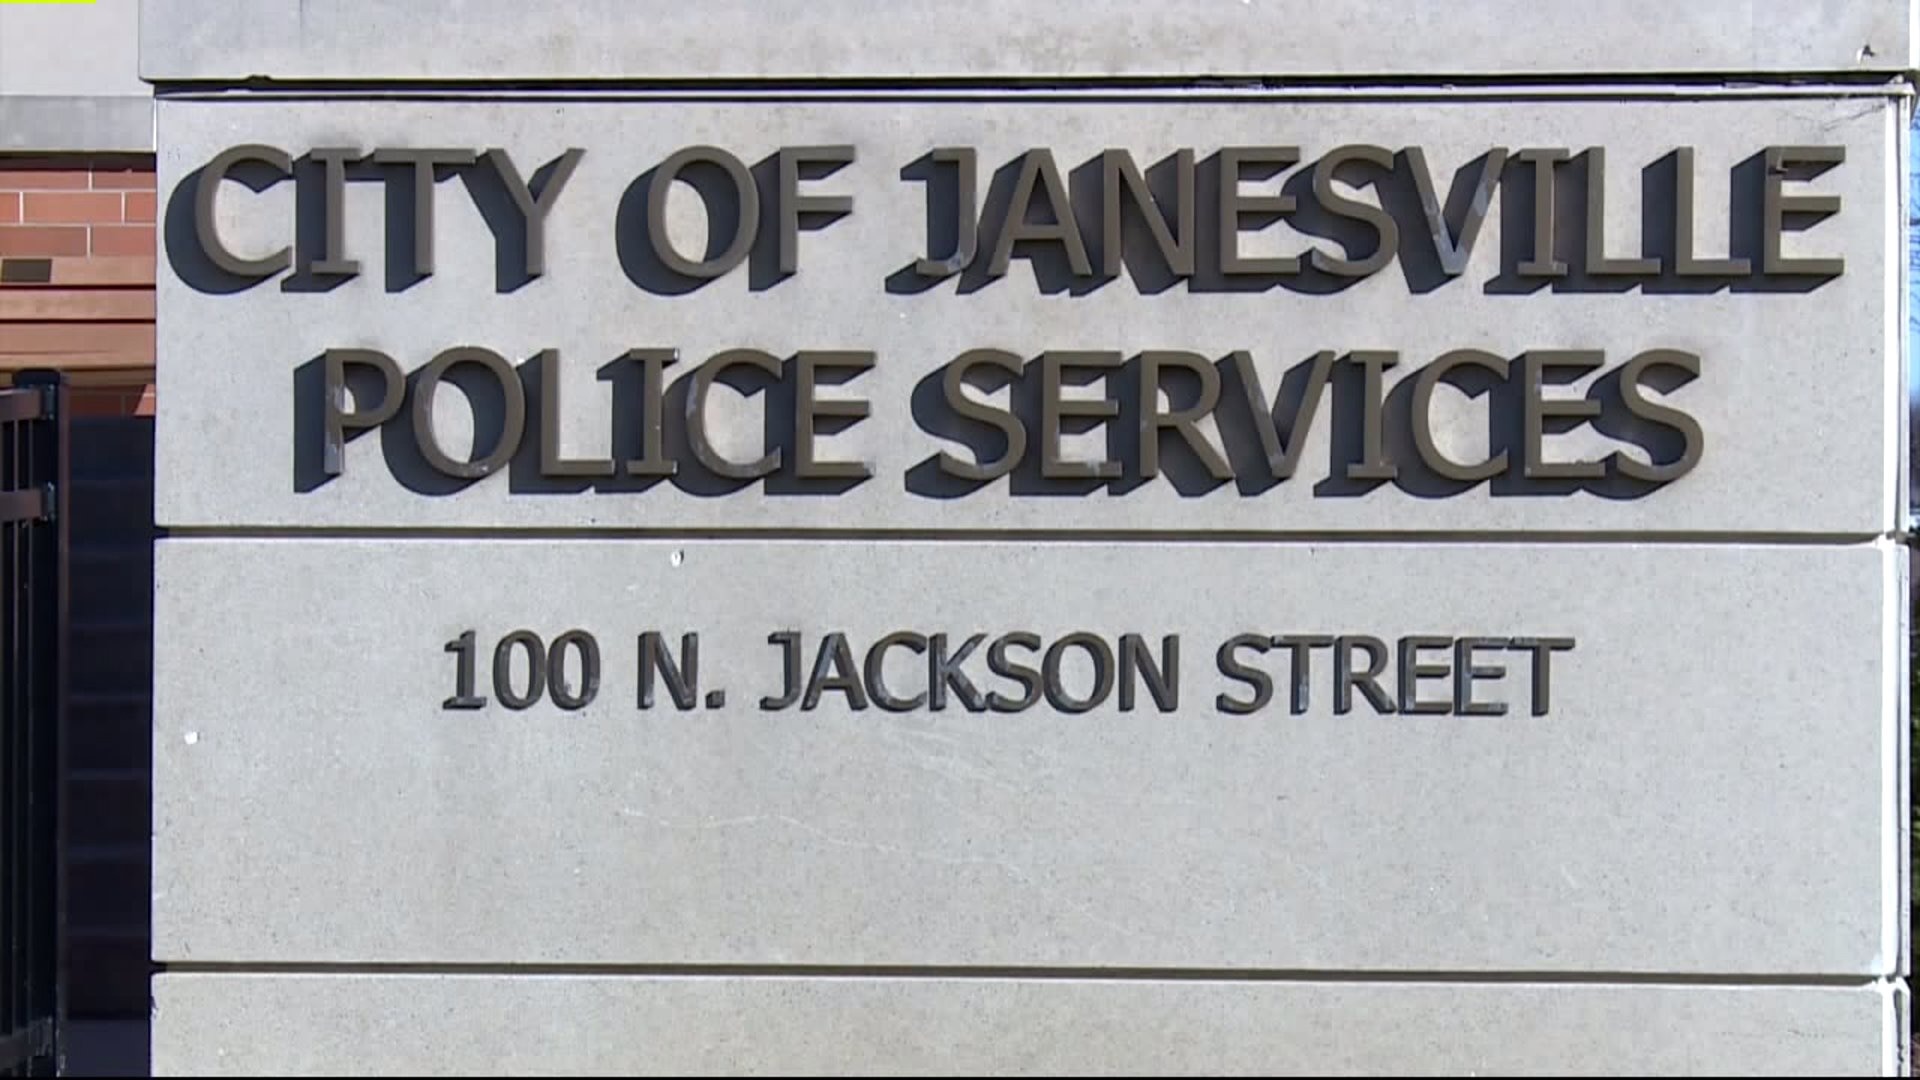 CITY OF JANESVILLE
POLICE SERVICES
100 N. JACKSON STREET